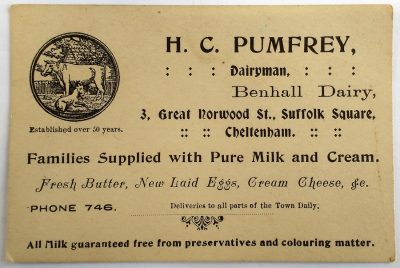 H. C. PUMFREY,
: : : Dairyman, : : :
Benhall Dairy,
3, Great Norwood St., Suffolk Square,
:: :: Cheltenham. :: ::
Established over 50 years.
Families Supplied with Pure Milk and Cream.
Fresh Butter, New Laid Eggs, Cream Cheese, &c.
PHONE 746.
Deliveries to all parts of the Town Daily.
All Milk guaranteed free from preservatives and colouring matter.